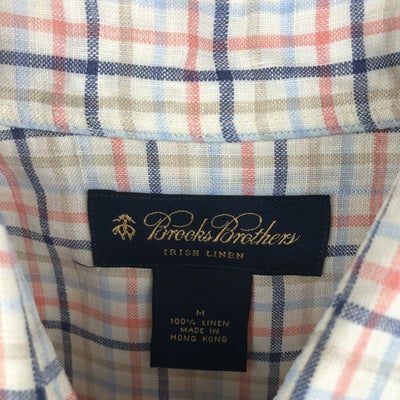 Brooks Brothers
IRISH LINEN
M
100% LINEN
MADE IN
HONG KONG